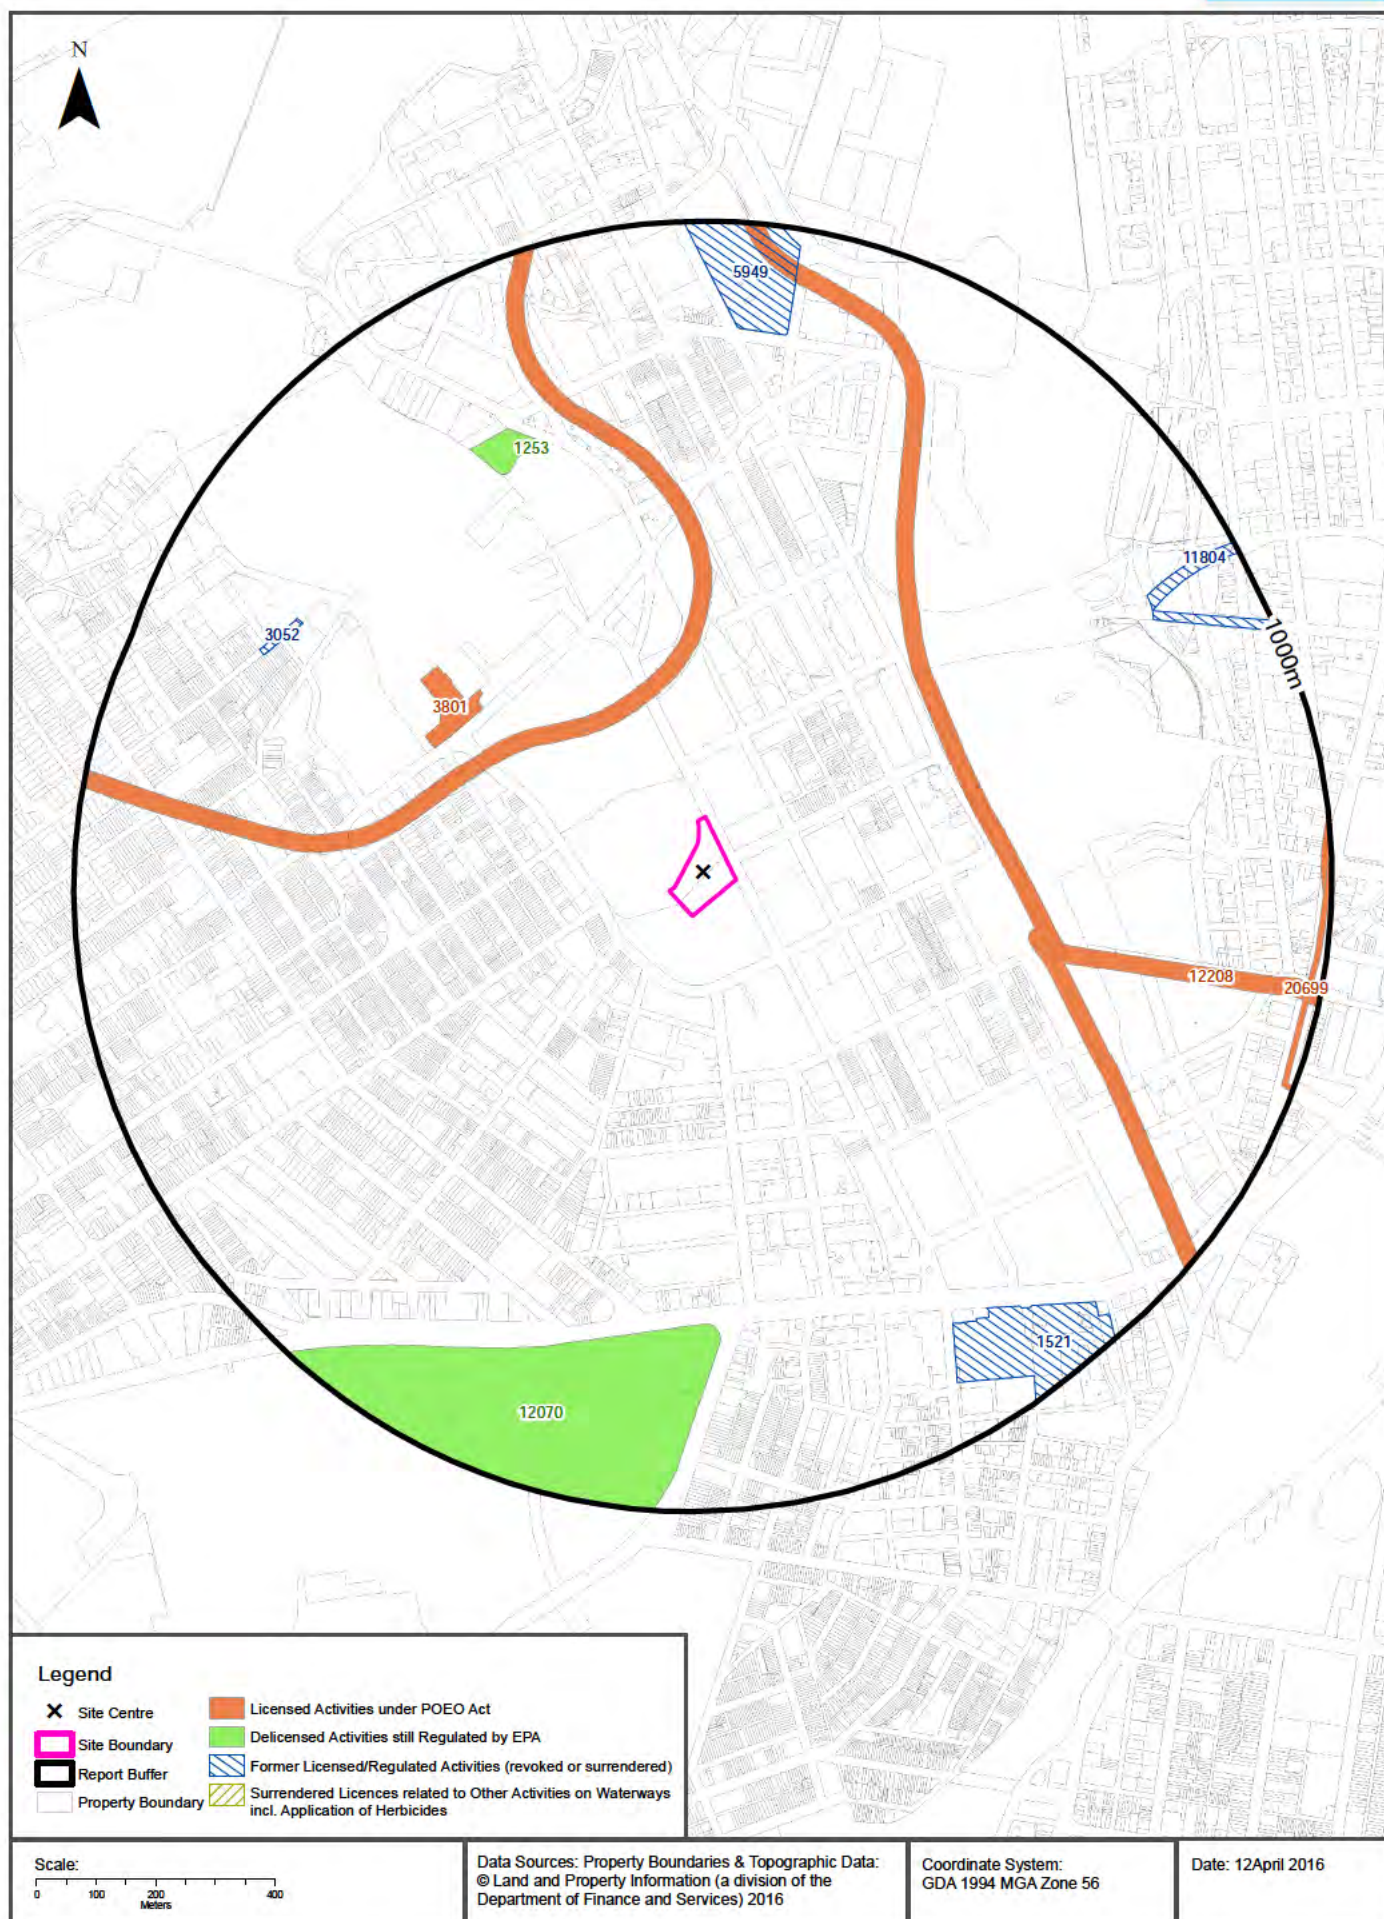 N
5949
1253
11804
3052
1000m
3801
12208
20699
1521
12070
Legend
Site Centre
Site Boundary
Report Buffer
Property Boundary
Licensed Activities under POEO Act
Delicensed Activities still Regulated by EPA
Former Licensed/Regulated Activities (revoked or surrendered)
Surrendered Licences related to Other Activities on Waterways
incl. Application of Herbicides
Scale:
0 100 200 400
Meters
Data Sources: Property Boundaries & Topographic Data:
© Land and Property Information (a division of the
Department of Finance and Services) 2016
Coordinate System:
GDA 1994 MGA Zone 56
Date: 12April 2016